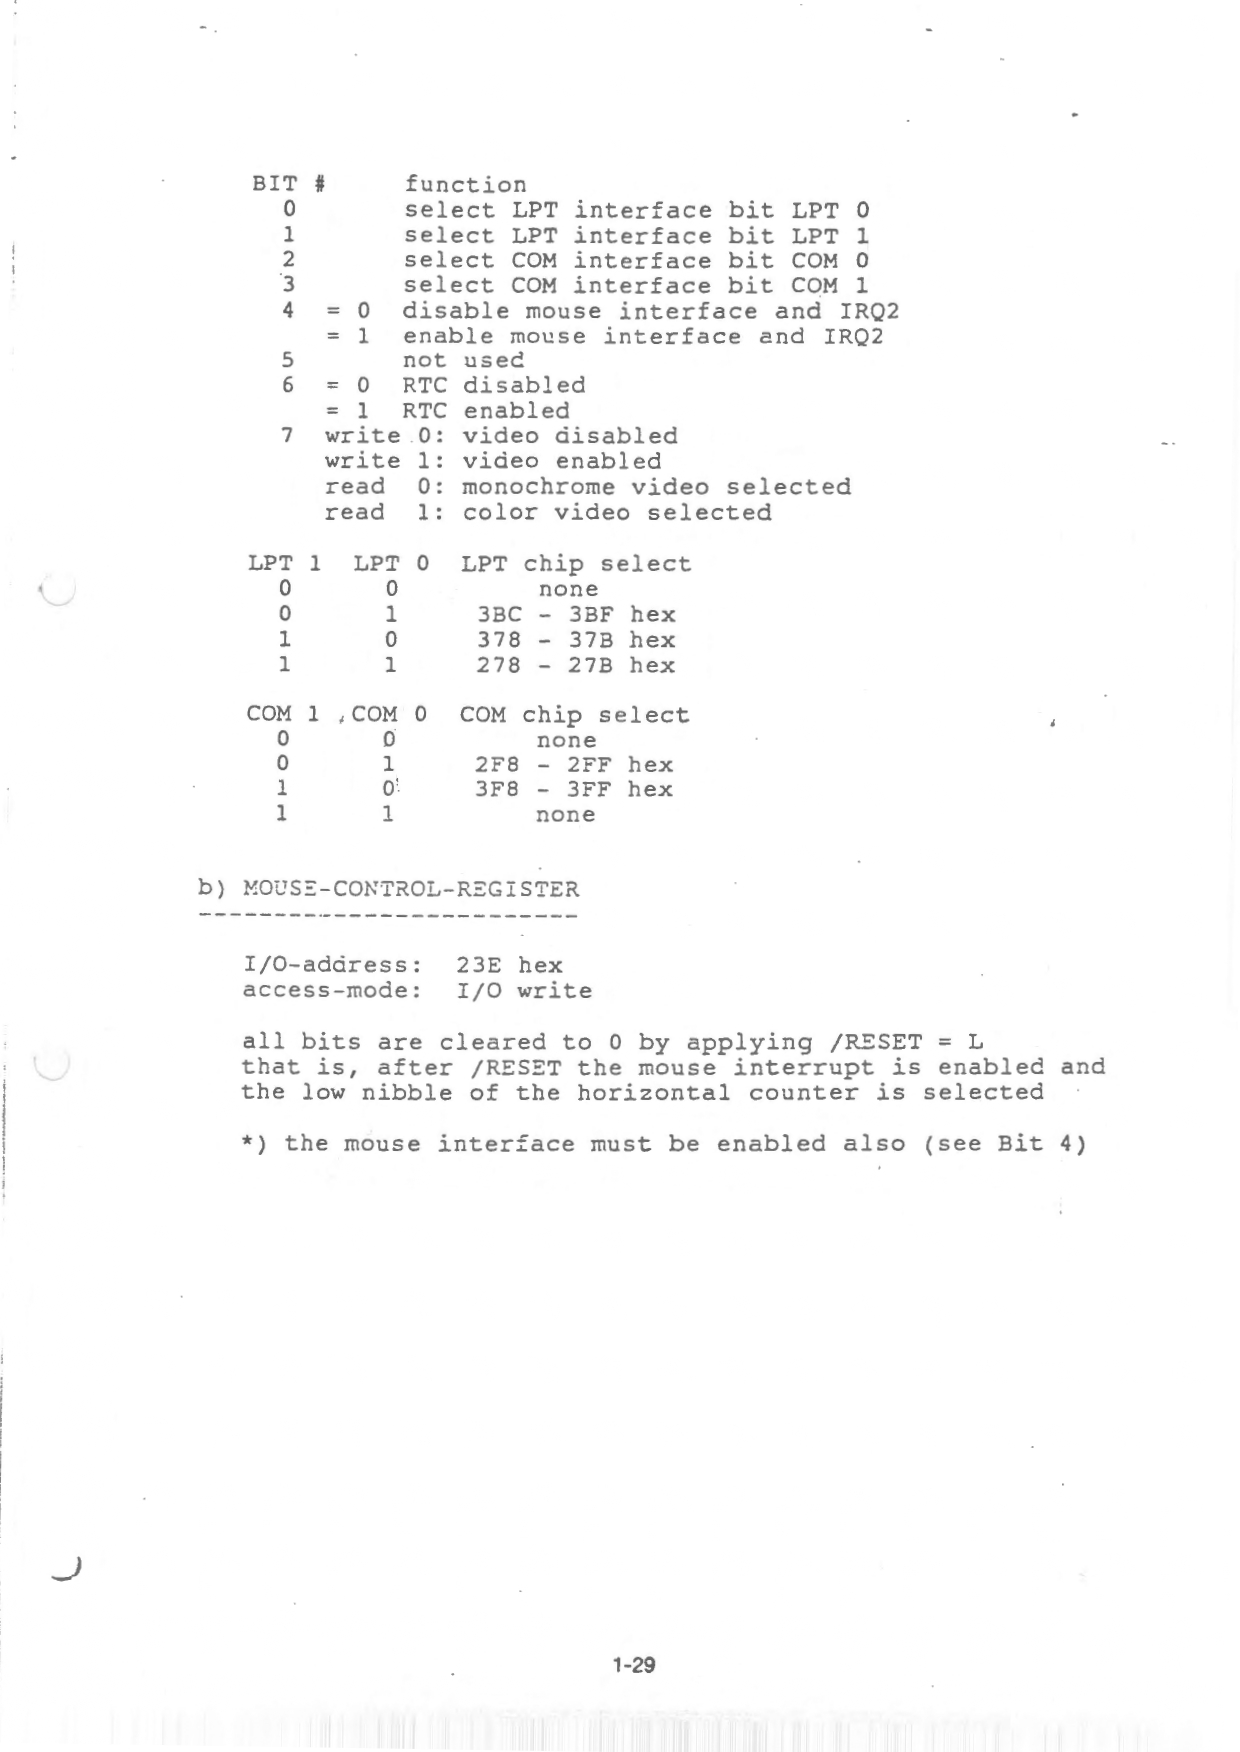 BIT # function
0 select LPT interface bit LPT 0
1 select LPT interface bit LPT 1
2 select COM interface bit COM 0
3 select COM interface bit COM 1
4 = 0 disable mouse interface and IRQ2
= 1 enable mouse interface and IRQ2
5 not used
6 = 0 RTC disabled
= 1 RTC enabled
7 write 0: video disabled
write 1: video enabled
read 0: monochrome video selected
read 1: color video selected
LPT 1 LPT 0 LPT chip select
0 0 none
0 1 3BC - 3BF hex
1 0 378 - 37B hex
1 1 278 - 27B hex
COM 1 COM 0 COM chip select
0 0 none
0 1 2F8 - 2FF hex
1 0 3F8 - 3FF hex
1 1 none
b) MOUSE-CONTROL-REGISTER
-------------------------
I/O-address: 23E hex
access-mode: I/O write
all bits are cleared to 0 by applying /RESET = L
that is, after /RESET the mouse interrupt is enabled and
the low nibble of the horizontal counter is selected
*) the mouse interface must be enabled also (see Bit 4)
1-29